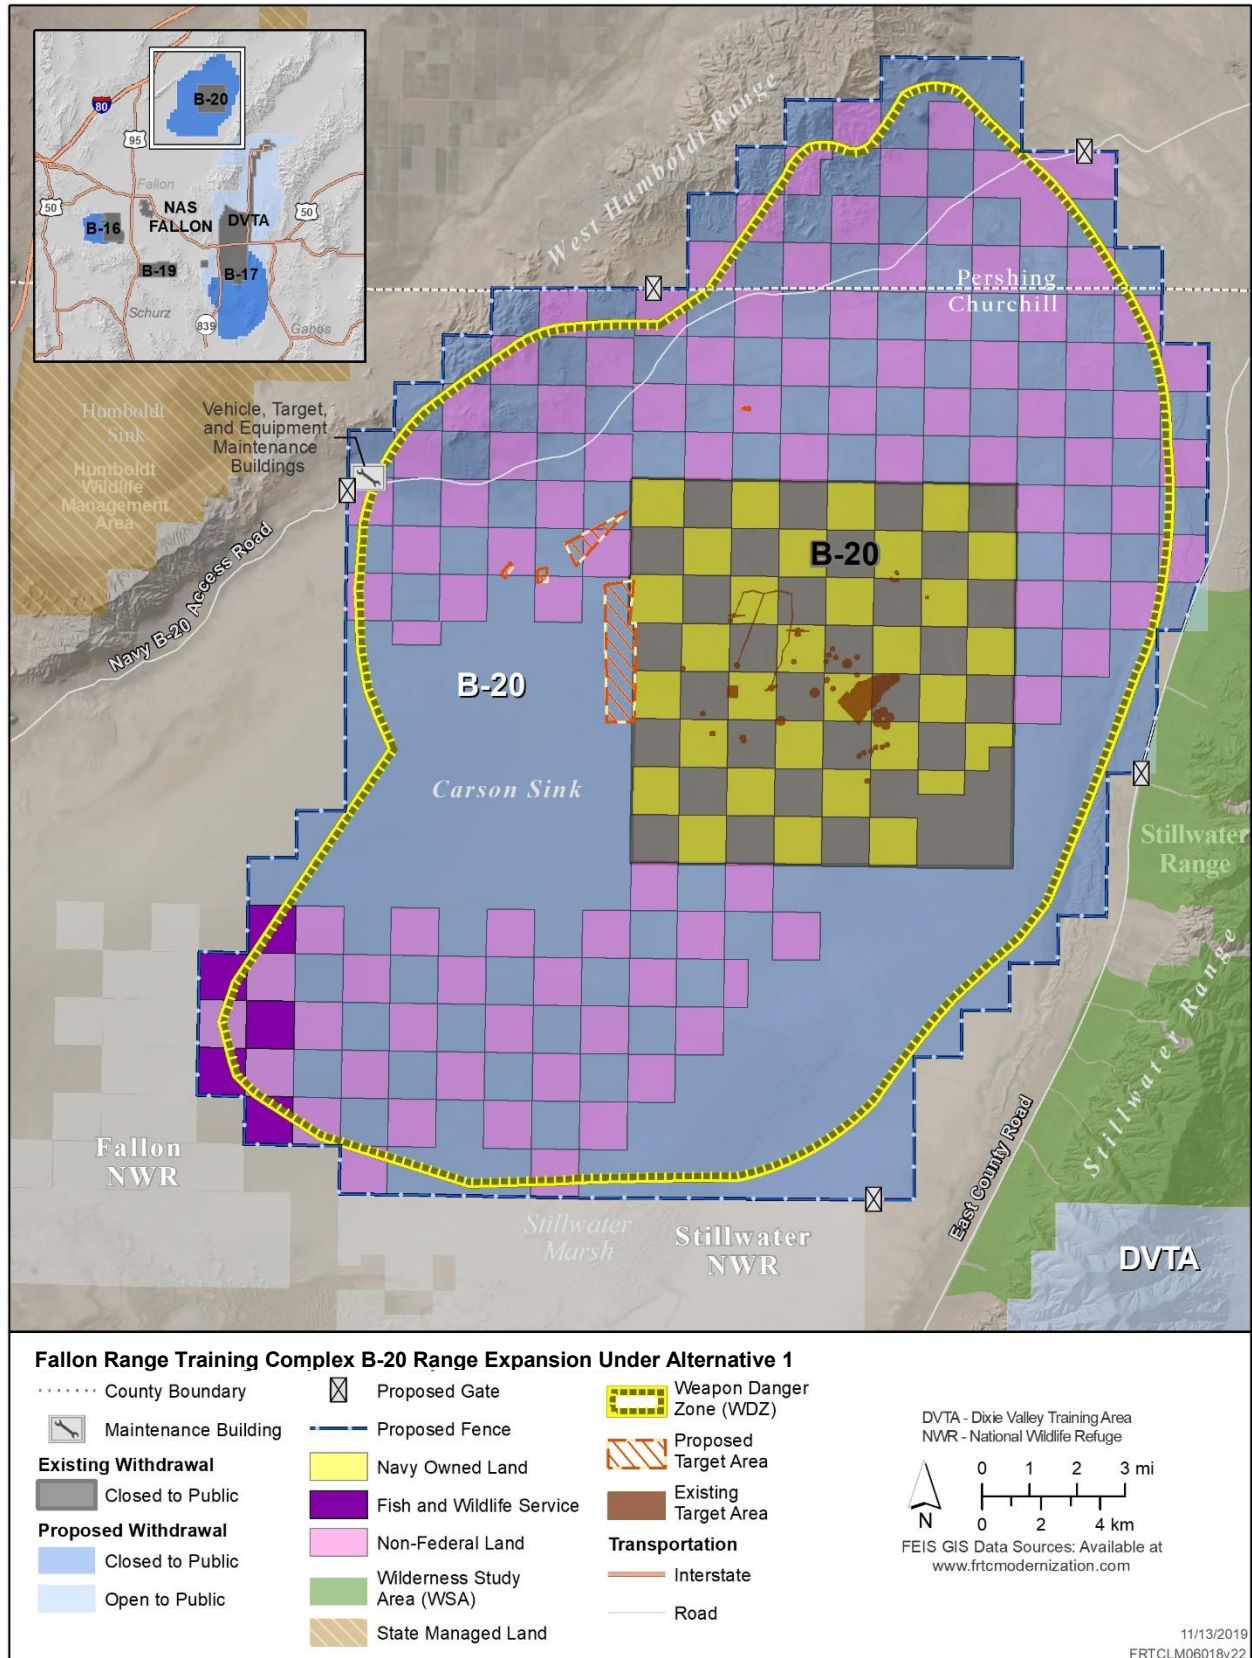 80
95
B-20
Fallon
50
NAS
FALLON
DVTA
50
B-16
B-19
B-17
Schurz
839
Gabbs
West Humboldt Range
Pershing
Churchill
Humboldt
Sink
Humboldt
Wildlife
Management
Area
Vehicle, Target,
and Equipment
Maintenance
Buildings
Navy B-20 Access Road
B-20
B-20
Carson Sink
Stillwater
Range
Stillwater Range
East County Road
Fallon
NWR
Stillwater
Marsh
Stillwater
NWR
DVTA
Fallon Range Training Complex B-20 Range Expansion Under Alternative 1
County Boundary
Maintenance Building
Existing Withdrawal
Closed to Public
Proposed Withdrawal
Closed to Public
Open to Public
Proposed Gate
Proposed Fence
Navy Owned Land
Fish and Wildlife Service
Non-Federal Land
Wilderness Study
Area (WSA)
State Managed Land
Weapon Danger
Zone (WDZ)
Proposed
Target Area
Existing
Target Area
Transportation
Interstate
Road
DVTA - Dixie Valley Training Area
NWR - National Wildlife Refuge
N
0 1 2 3 mi
0 2 4 km
FEIS GIS Data Sources: Available at
www.frtcmodernization.com
11/13/2019
FRTCLM06018v22